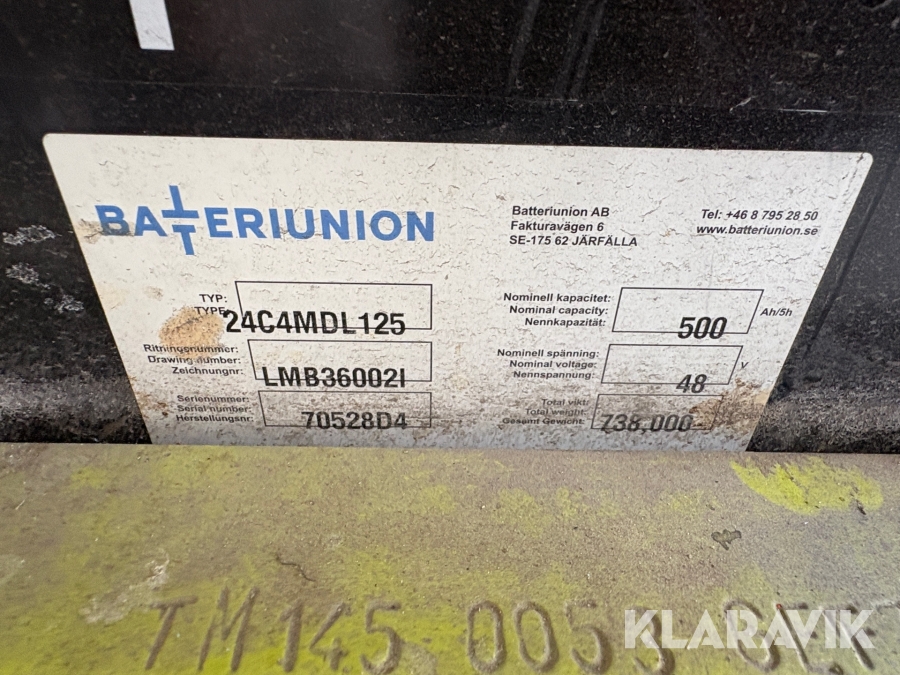 BATTERIUNION
Batteriunion AB
Fakturavägen 6
SE-175 62 JÄRFÄLLA
Tel: +46 8 795 28 50
www.batteriunion.se
TYP:
TYPE:
24C4MDL125
Ritningsnummer:
Drawing number:
Zeichnungnr:
LMB36002I
Serienummer:
Serial number:
Herstellungsnr:
70528D4
Nominell kapacitet:
Nominal capacity:
Nennkapazität:
500
Ah/5h
Nominell spänning:
Nominal voltage:
Nennspannung:
48
V
Total vikt:
Total weight:
Gesamt Gewicht:
738,000
TM145 005
KLARAVIK